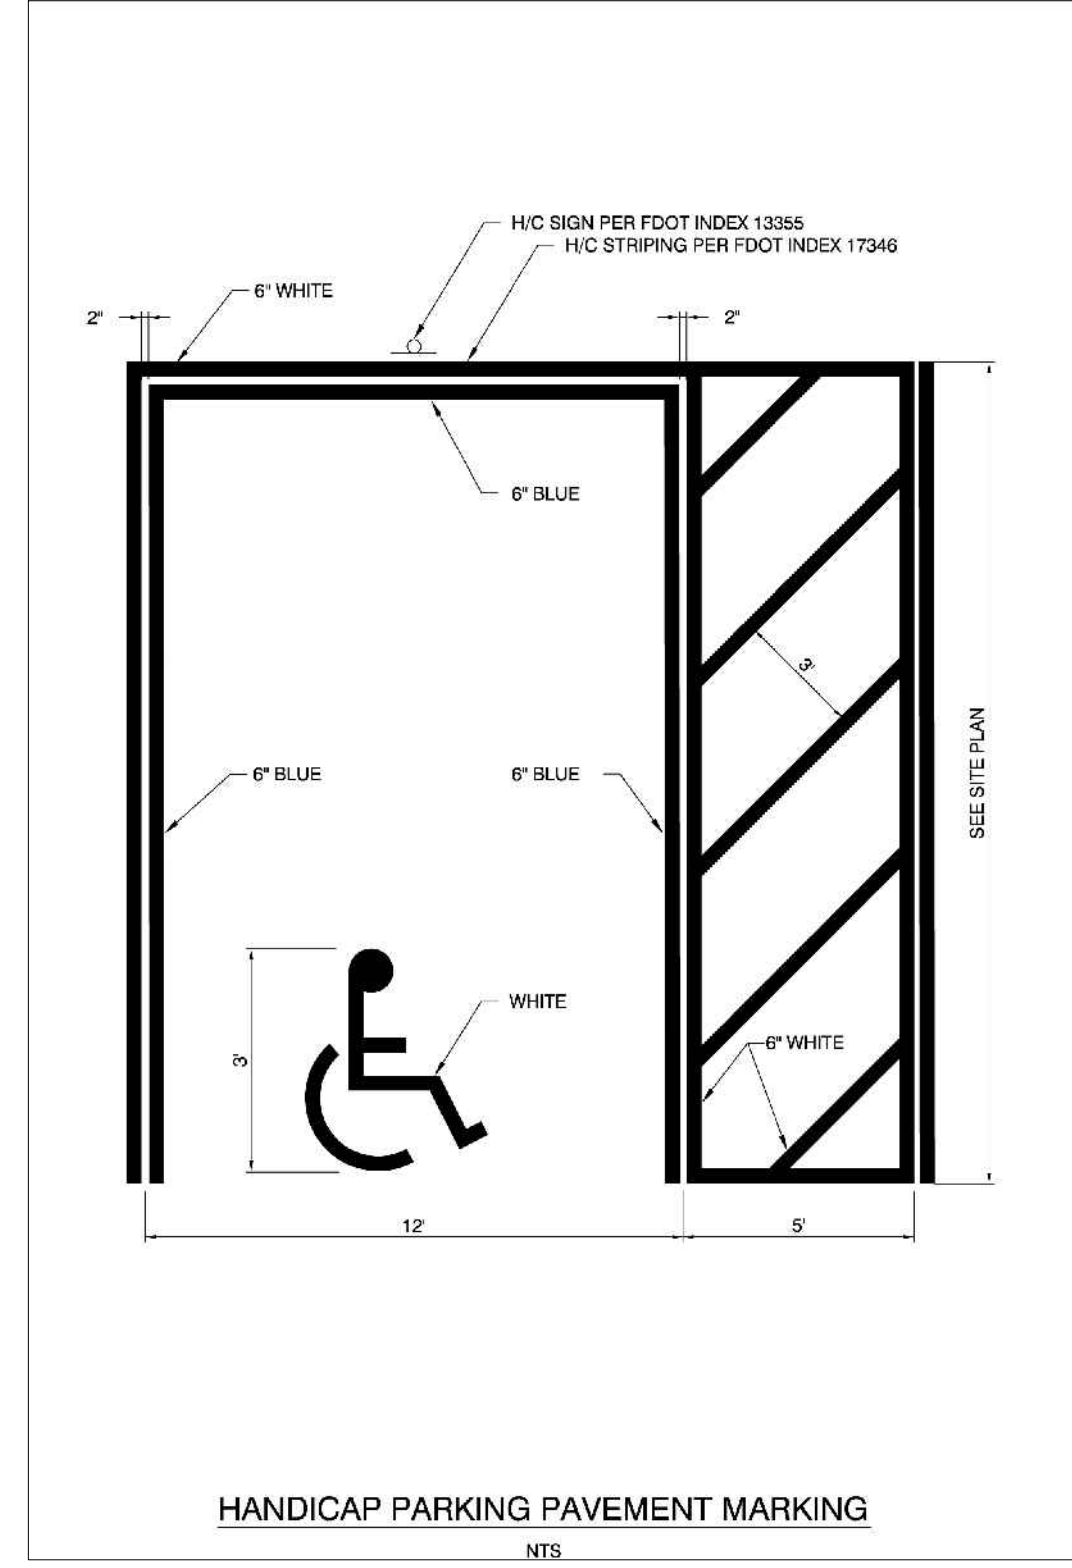 H/C SIGN PER FDOT INDEX 13355
H/C STRIPING PER FDOT INDEX 17346
6" WHITE
2"
2"
6" BLUE
3'
SEE SITE PLAN
6" BLUE
6" BLUE
WHITE
3'
6" WHITE
12'
5'
HANDICAP PARKING PAVEMENT MARKING
NTS